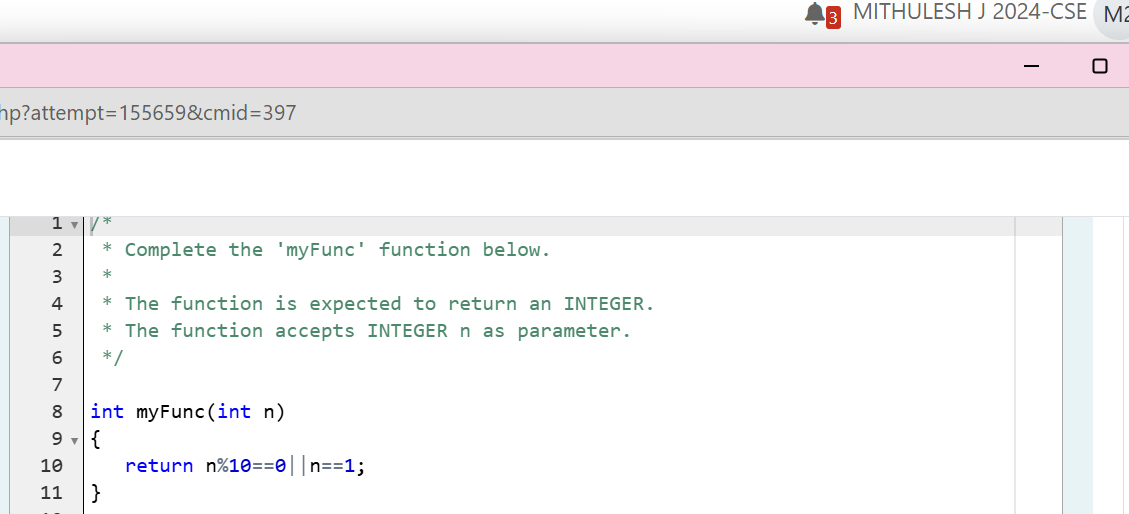 3 MITHULESH J 2024-CSE M2
hp?attempt=155659&cmid=397
1 /*
2 * Complete the 'myFunc' function below.
3 *
4 * The function is expected to return an INTEGER.
5 * The function accepts INTEGER n as parameter.
6 */
7
8 int myFunc(int n)
9 {
10 return n%10==0||n==1;
11 }